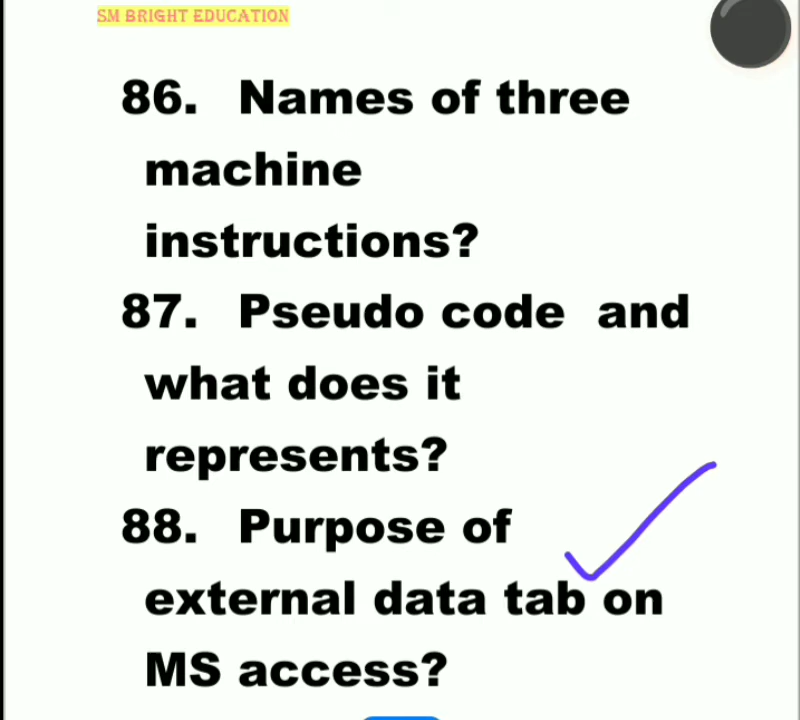 SM BRIGHT EDUCATION
86. Names of three
machine
instructions?
87. Pseudo code and
what does it
represents?
88. Purpose of
external data tab on
MS access?